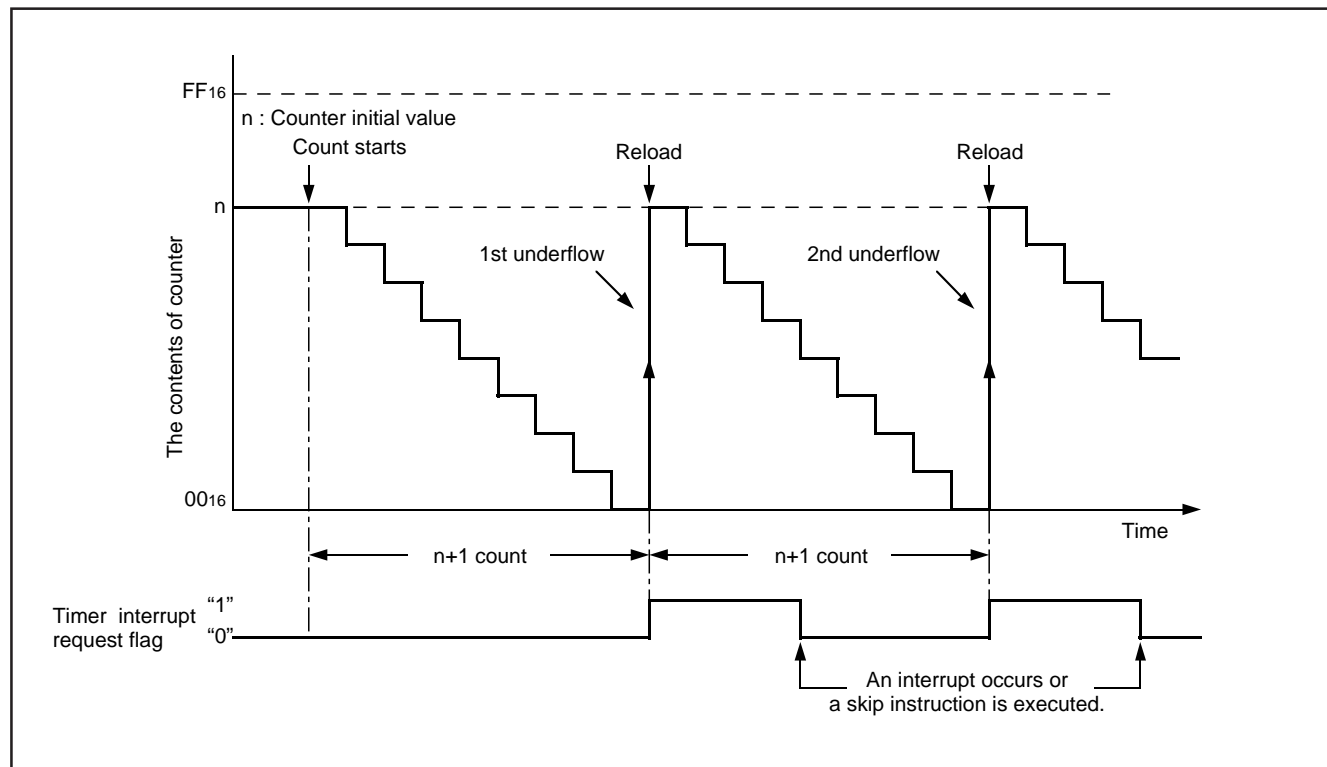 FF16
n : Counter initial value
Count starts
Reload
Reload
n
1st underflow
2nd underflow
The contents of counter
0016
Time
n+1 count
n+1 count
Timer interrupt
request flag
“1”
“0”
An interrupt occurs or
a skip instruction is executed.